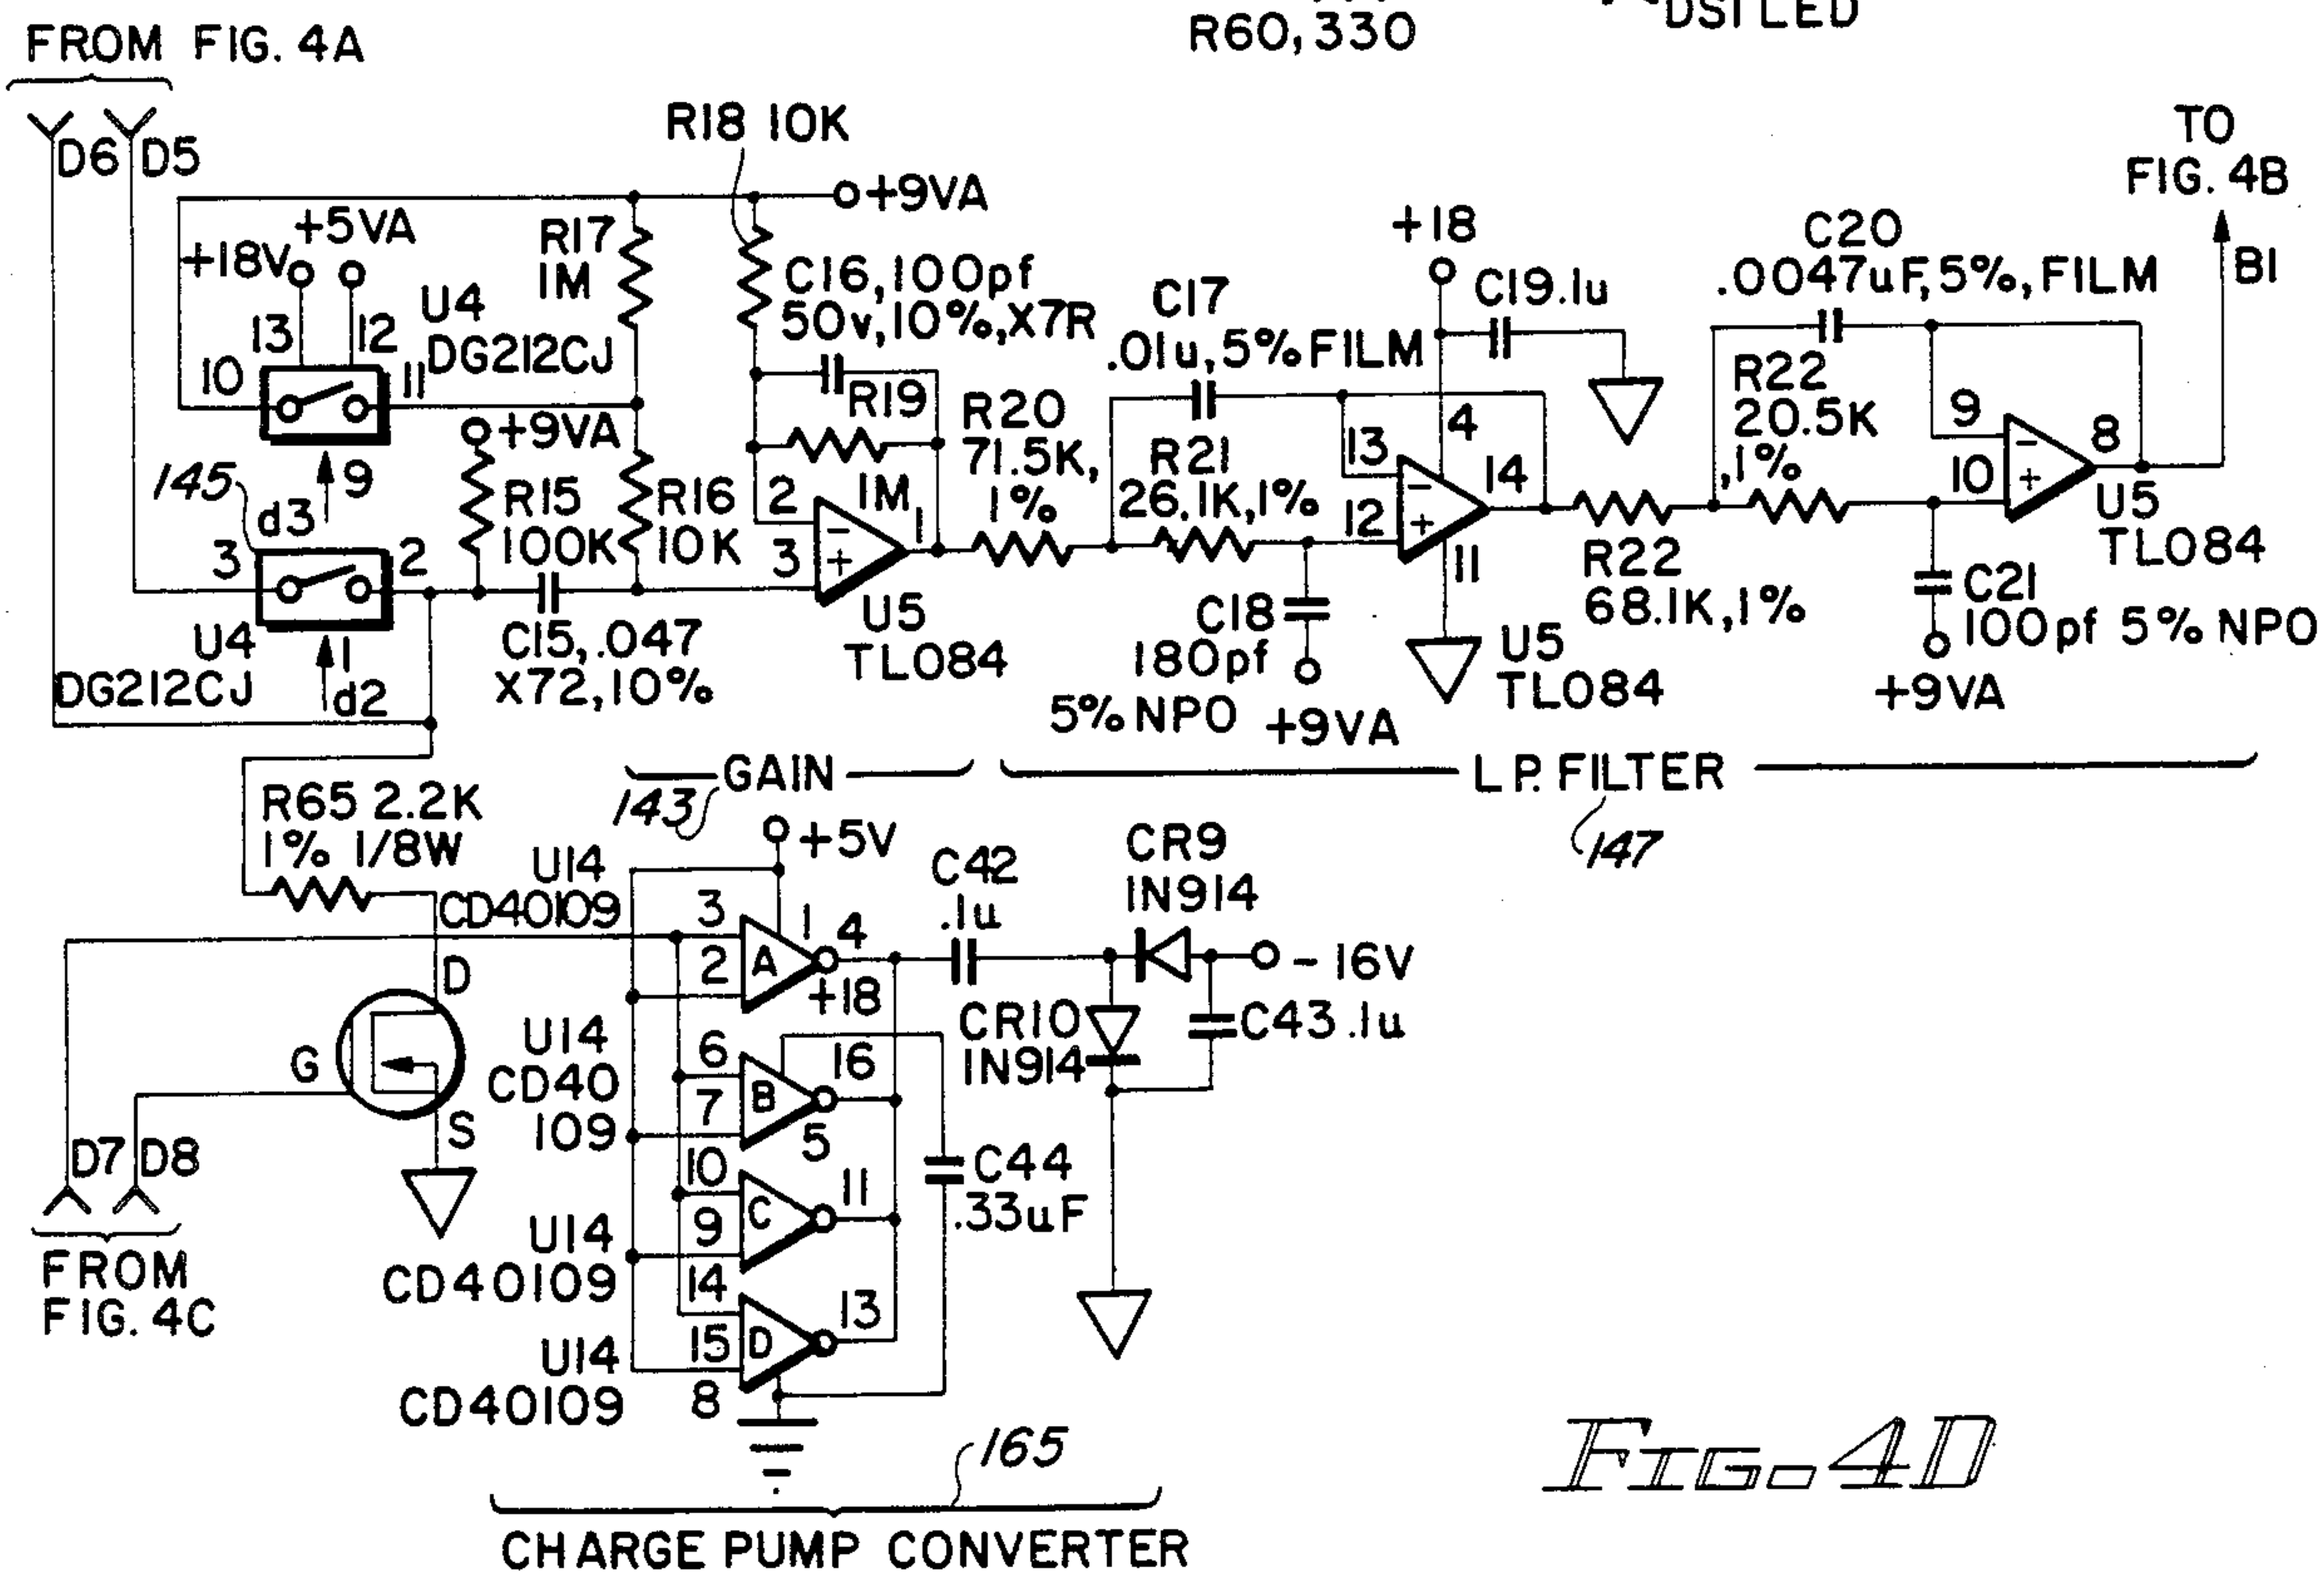 R60, 330
DS1 LED
FROM FIG. 4A
D6
D5
R18 10K
+9VA
TO
FIG. 4B
B1
+18V
+5VA
13
12
U4
DG212CJ
10
11
9
d3
145
R17
1M
C16, 100pf
50v, 10%, X7R
R19
1M
C17
.01u, 5% FILM
+18
C19 .1u
C20
.0047uF, 5%, FILM
R22
20.5K
,1%
+9VA
R15
100K
R16
10K
2
3
1
R20
71.5K,
1%
R21
26.1K, 1%
13
12
4
14
11
9
10
8
U5
TL084
3
2
U4
DG212CJ
1
d2
C15, .047
X72, 10%
U5
TL084
C18
180pf
5% NPO
+9VA
U5
TL084
R22
68.1K, 1%
C21
100pf 5% NPO
+9VA
GAIN
143
L.P. FILTER
147
R65 2.2K
1% 1/8W
U14
CD40109
+5V
3
2
A
1
4
+18
C42
.1u
CR9
1N914
-16V
CR10
1N914
C43 .1u
D
G
S
U14
CD40
109
6
7
B
16
5
C44
.33uF
D7
D8
FROM
FIG. 4C
U14
CD40109
10
9
C
11
U14
CD40109
14
15
D
13
8
165
CHARGE PUMP CONVERTER
FIG. 4D